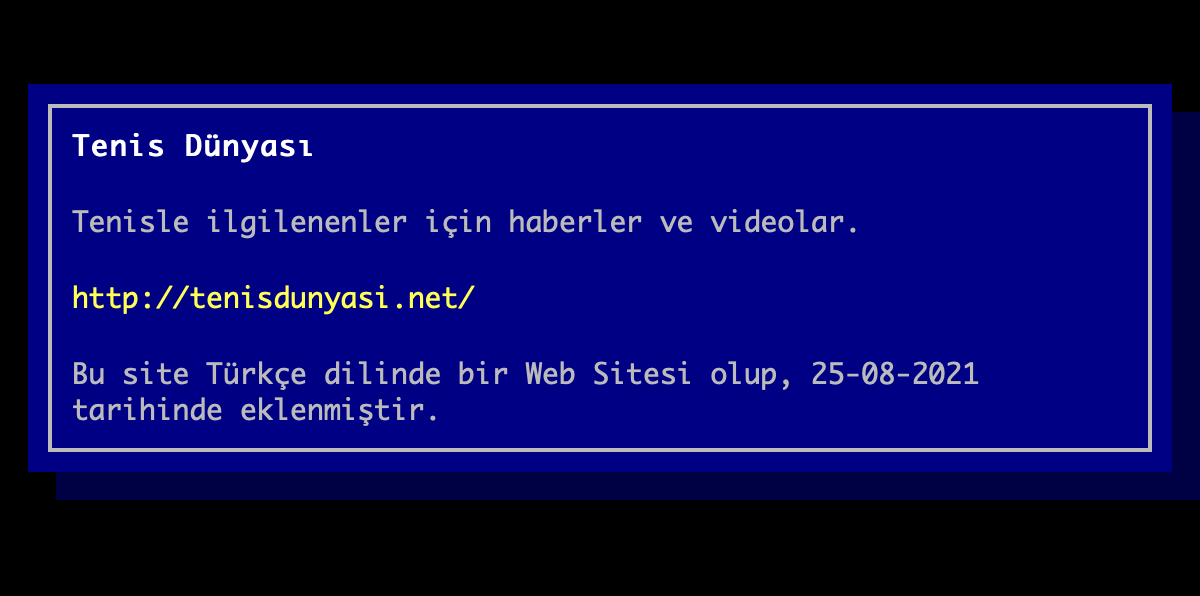 Tenis Dünyası
Tenisle ilgilenenler için haberler ve videolar.
http://tenisdunyasi.net/
Bu site Türkçe dilinde bir Web Sitesi olup, 25-08-2021
tarihinde eklenmiştir.